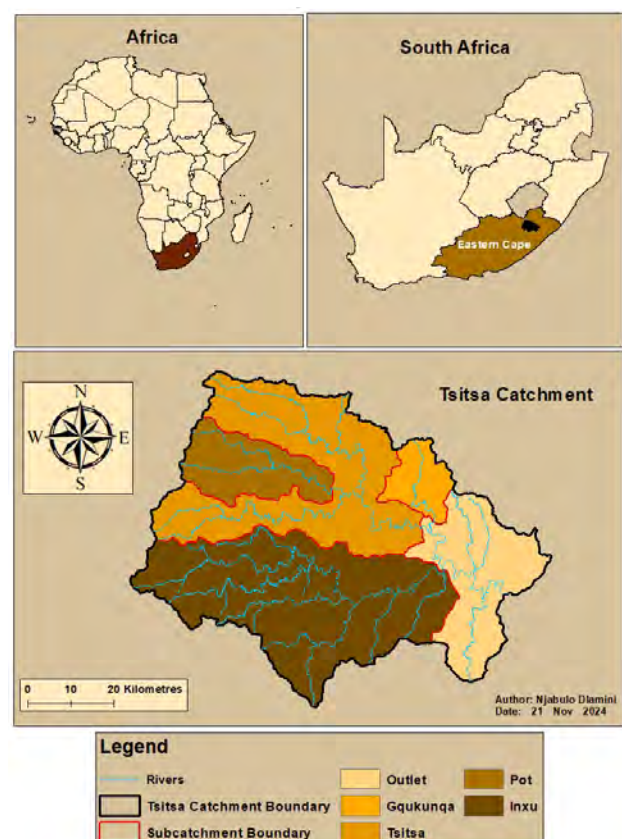 Africa
South Africa
Eastern Cape
Tsitsa Catchment
N
W E
S
0 10 20 Kilometres
Author: Njabulo Dlamini
Date: 21 Nov 2024
Legend
Rivers
Tsitsa Catchment Boundary
Subcatchment Boundary
Outlet
Gqukunqa
Tsitsa
Pot
Inxu